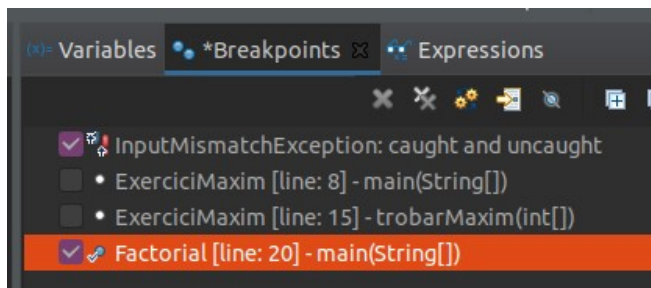 (x)= Variables *Breakpoints Expressions
InputMismatchException: caught and uncaught
ExerciciMaxim [line: 8] - main(String[])
ExerciciMaxim [line: 15] - trobarMaxim(int[])
Factorial [line: 20] - main(String[])